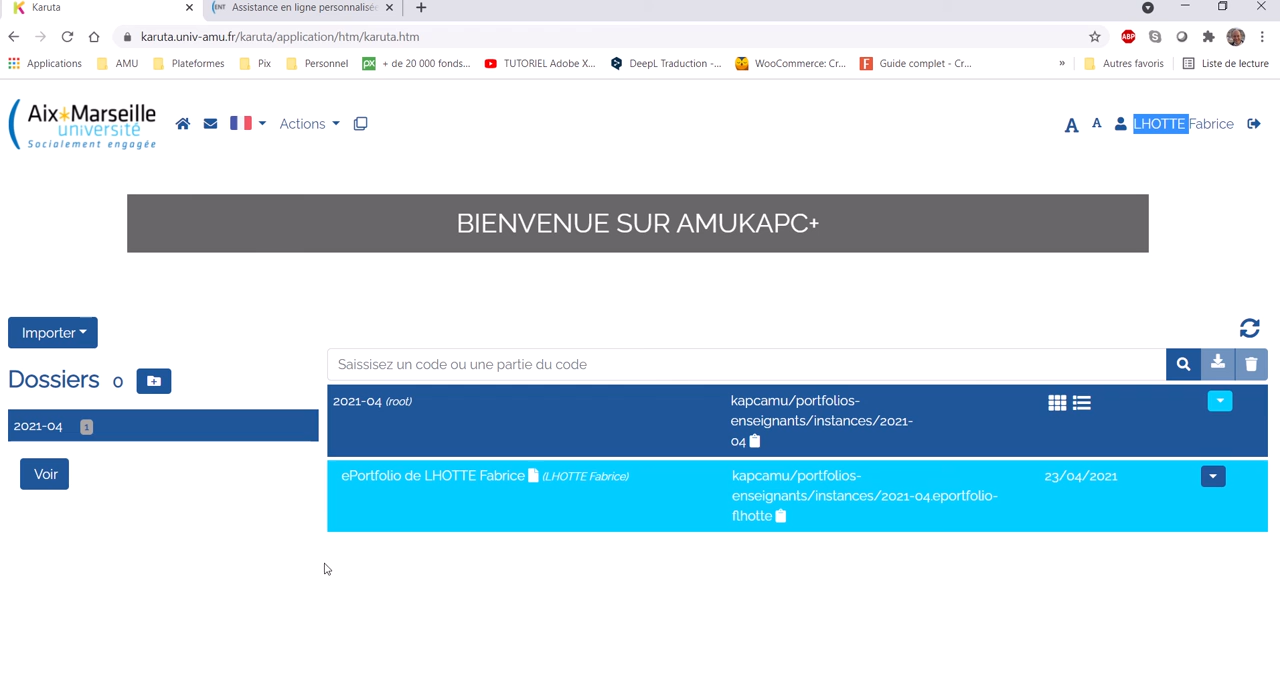 Karuta
ENT Assistance en ligne personnalisée
karuta.univ-amu.fr/karuta/application/htm/karuta.htm
ABP
Applications AMU Plateformes Pix Personnel px + de 20 000 fonds... TUTORIEL Adobe X... DeepL Traduction -... WooCommerce: Cr... Guide complet - Cr... » Autres favoris Liste de lecture
Aix*Marseille
université
Socialement engagée
Actions
A A LHOTTE Fabrice
BIENVENUE SUR AMUKAPC+
Importer
Saisissez un code ou une partie du code
Dossiers 0
2021-04 1
Voir
2021-04 (root)
kapcamu/portfolios-
enseignants/instances/2021-
04
ePortfolio de LHOTTE Fabrice (LHOTTE Fabrice)
kapcamu/portfolios-
enseignants/instances/2021-04.eportfolio-
flhotte
23/04/2021